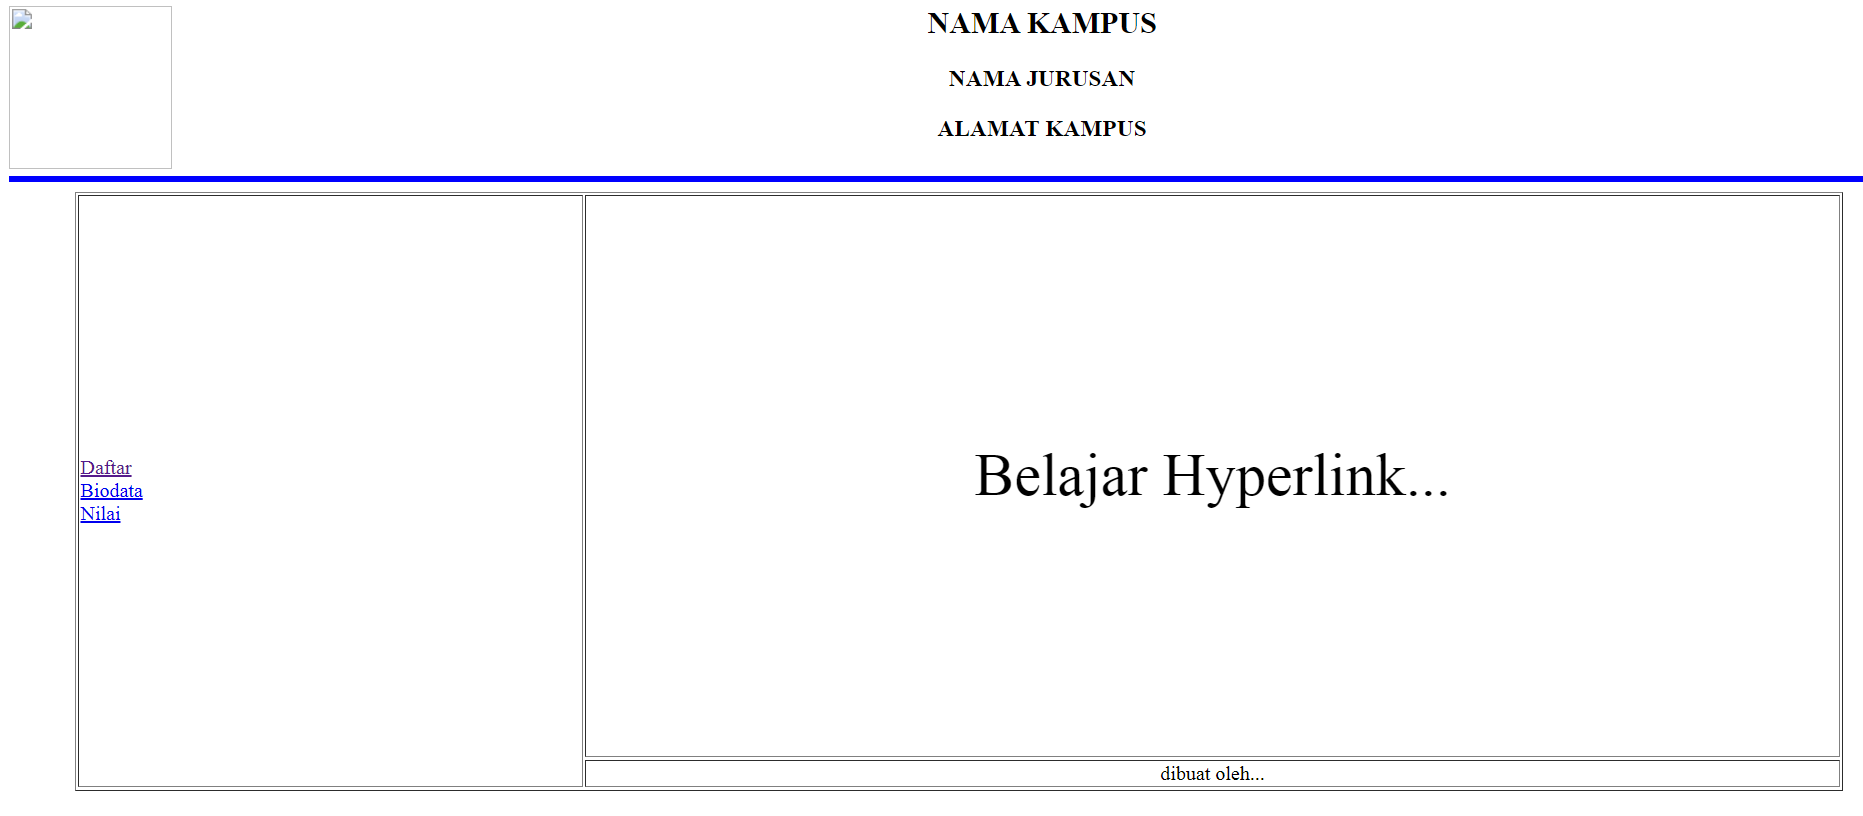 NAMA KAMPUS
NAMA JURUSAN
ALAMAT KAMPUS
Daftar
Biodata
Nilai
Belajar Hyperlink...
dibuat oleh...